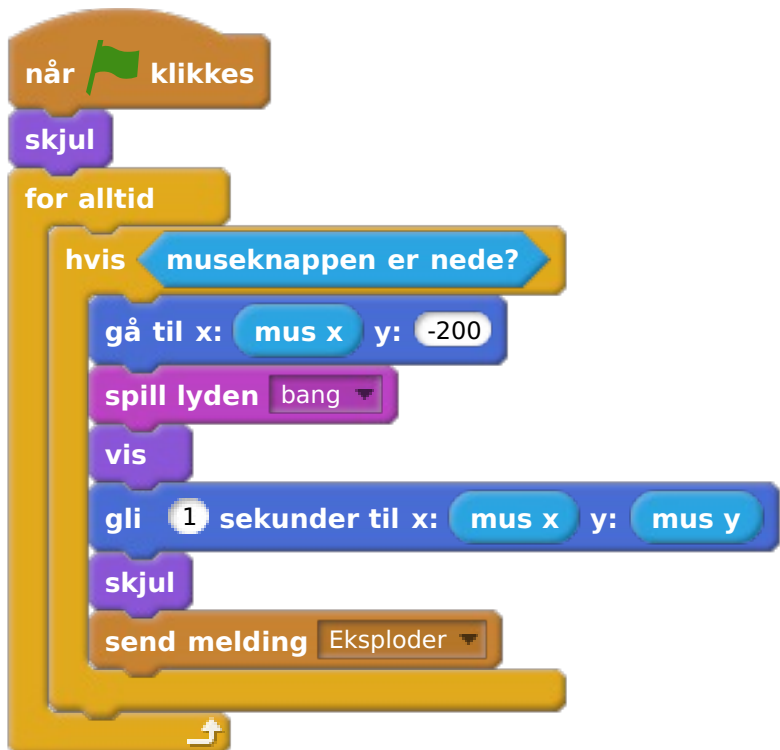 når klikkes
skjul
for alltid
hvis museknappen er nede?
gå til x: mus x y: -200
spill lyden bang
vis
gli 1 sekunder til x: mus x y: mus y
skjul
send melding Eksploder